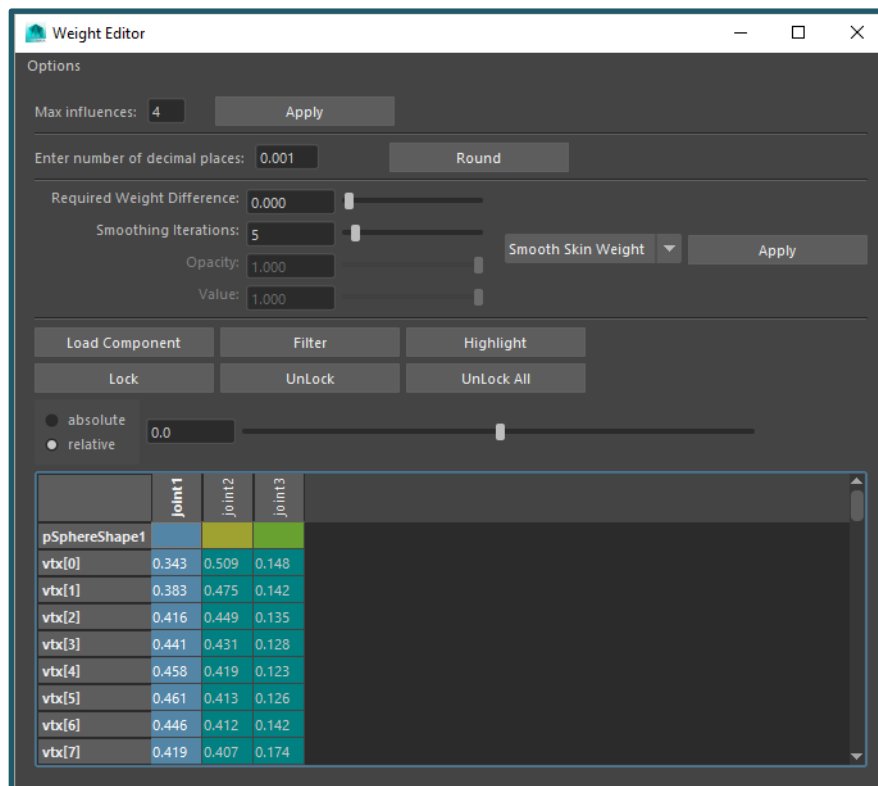 Weight Editor
Options
Max influences: 4 Apply
Enter number of decimal places: 0.001 Round
Required Weight Difference: 0.000
Smoothing Iterations: 5
Opacity: 1.000
Value: 1.000
Smooth Skin Weight Apply
Load Component Filter Highlight
Lock UnLock UnLock All
absolute
relative
0.0
joint1 joint2 joint3
pSphereShape1
vtx[0] 0.343 0.509 0.148
vtx[1] 0.383 0.475 0.142
vtx[2] 0.416 0.449 0.135
vtx[3] 0.441 0.431 0.128
vtx[4] 0.458 0.419 0.123
vtx[5] 0.461 0.413 0.126
vtx[6] 0.446 0.412 0.142
vtx[7] 0.419 0.407 0.174